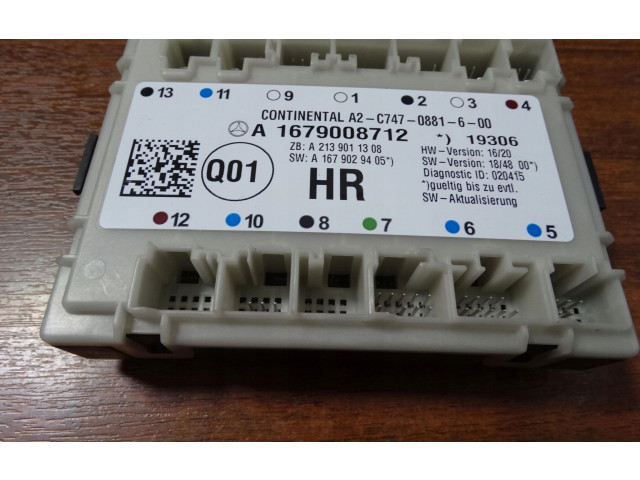 13 11 9 1 2 3 4
CONTINENTAL A2-C747-0881-6-00
A 1679008712 *) 19306
ZB: A 213 901 13 08 HW-Version: 16/20
SW: A 167 902 94 05*) SW-Version: 18/48 00*)
Q01 HR Diagnostic ID: 020415
*)gueltig bis zu evtl.
SW-Aktualisierung
12 10 8 7 6 5